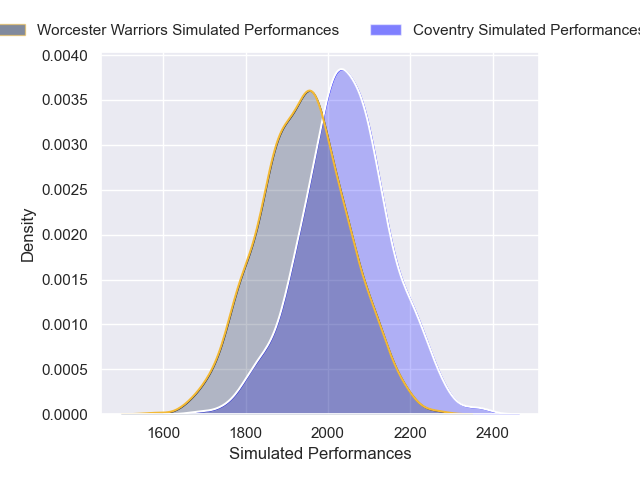 Worcester Warriors Simulated Performances
Coventry Simulated Performances
0.0040
0.0035
0.0030
0.0025
0.0020
0.0015
0.0010
0.0005
0.0000
Density
1600 1800 2000 2200 2400
Simulated Performances